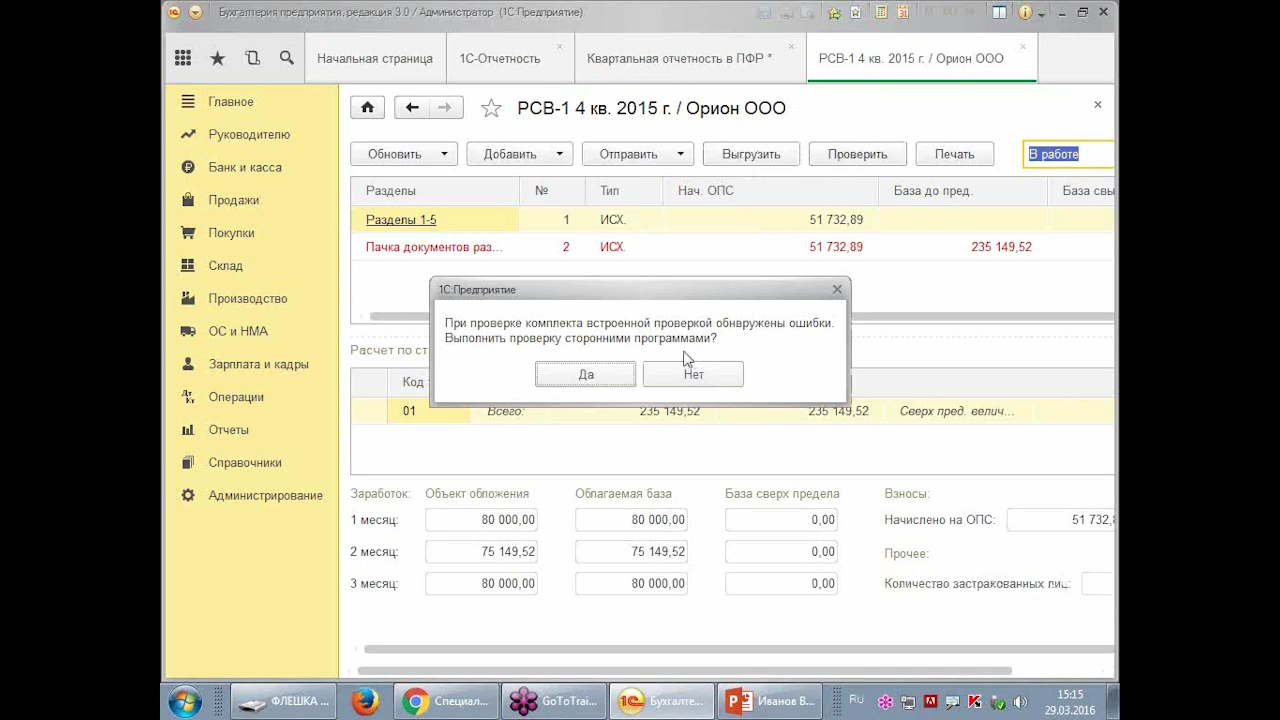 Бухгалтерия предприятия, редакция 3.0 / Администратор (1С:Предприятие)
Начальная страница
1С-Отчетность
Квартальная отчетность в ПФР *
РСВ-1 4 кв. 2015 г. / Орион ООО
Главное
Руководителю
Банк и касса
Продажи
Покупки
Склад
Производство
ОС и НМА
Зарплата и кадры
Операции
Отчеты
Справочники
Администрирование
РСВ-1 4 кв. 2015 г. / Орион ООО
Обновить Добавить Отправить Выгрузить Проверить Печать В работе
Разделы № Тип Нач. ОПС База до пред. База свы
Разделы 1-5 1 ИСХ. 51 732,89
Пачка документов раз... 2 ИСХ. 51 732,89 235 149,52
1С:Предприятие
При проверке комплекта встроенной проверкой обнаружены ошибки.
Выполнить проверку сторонними программами?
Да Нет
Расчет по ст
Код
01 Всего: 235 149,52 235 149,52 Сверх пред. велич...
Заработок: Объект обложения Облагаемая база База сверх предела Взносы:
1 месяц: 80 000,00 80 000,00 0,00 Начислено на ОПС: 51 732,8
2 месяц: 75 149,52 75 149,52 0,00 Прочее:
3 месяц: 80 000,00 80 000,00 0,00 Количество застрахованных лиц:
ФЛЕШКА ... Специал... GoToTrai... Бухгалте... Иванов В... RU 15:15
29.03.2016